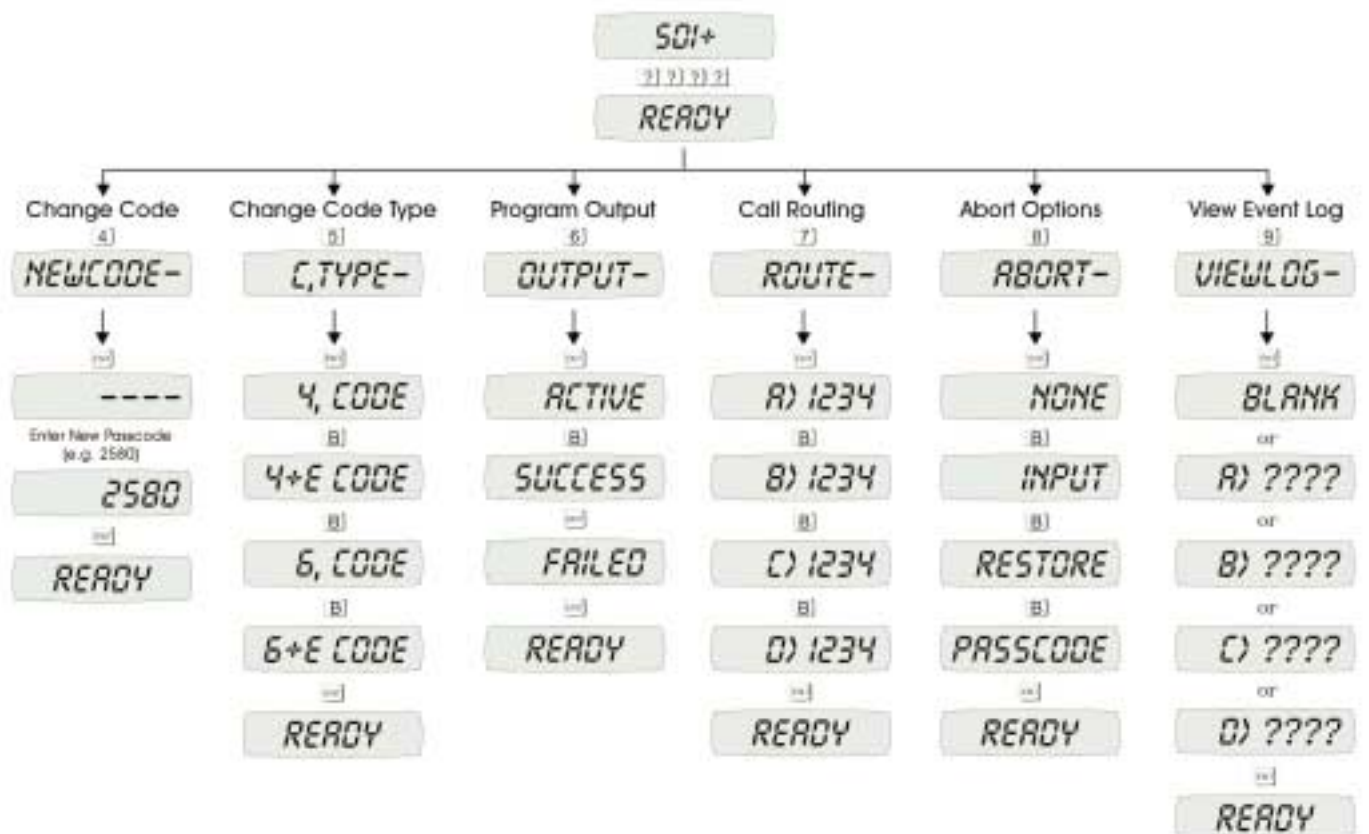 SD1+
?] ?] ?] ?]
READY
Change Code
4]
NEWCODE-
----
Enter New Passcode
(e.g. 2580)
2580
READY
Change Code Type
5]
C,TYPE-
4, CODE
B]
4+E CODE
B]
6, CODE
B]
6+E CODE
READY
Program Output
6]
OUTPUT-
ACTIVE
B]
SUCCESS
FAILED
READY
Call Routing
7]
ROUTE-
A) 1234
B]
B) 1234
B]
C) 1234
B]
D) 1234
READY
Abort Options
8]
ABORT-
NONE
B]
INPUT
B]
RESTORE
B]
PASSCODE
READY
View Event Log
9]
VIEWLOG-
BLANK
or
A) ????
or
B) ????
or
C) ????
or
D) ????
READY